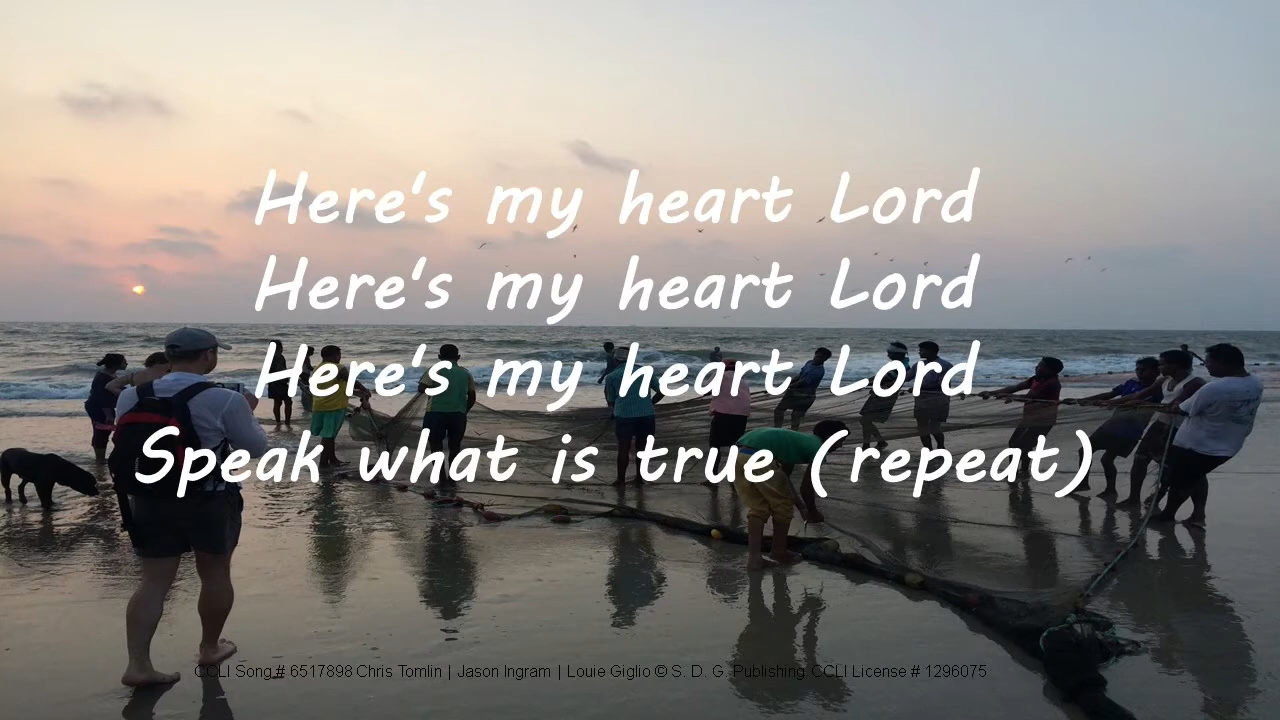 Here's my heart Lord
Here's my heart Lord
Here's my heart Lord
Speak what is true (repeat)
CCLI Song # 6517898 Chris Tomlin | Jason Ingram | Louie Giglio © S. D. G. Publishing CCLI License # 1296075